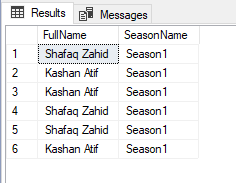 Results Messages
FullName SeasonName
1 Shafaq Zahid Season1
2 Kashan Atif Season1
3 Kashan Atif Season1
4 Shafaq Zahid Season1
5 Shafaq Zahid Season1
6 Kashan Atif Season1